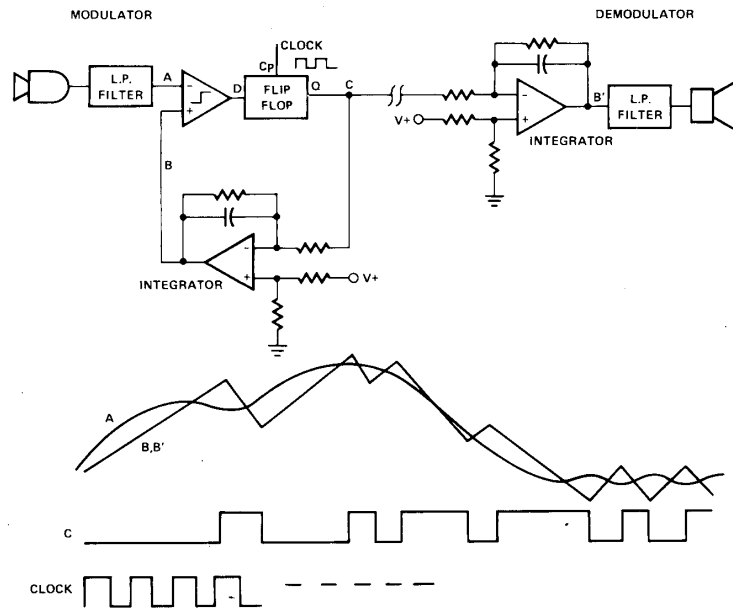 MODULATOR
DEMODULATOR
CLOCK
CP
L.P.
FILTER
A
-
+
D
FLIP
FLOP
Q
C
-
+
B'
L.P.
FILTER
V+
INTEGRATOR
B
-
+
INTEGRATOR
V+
A
B,B'
C
CLOCK